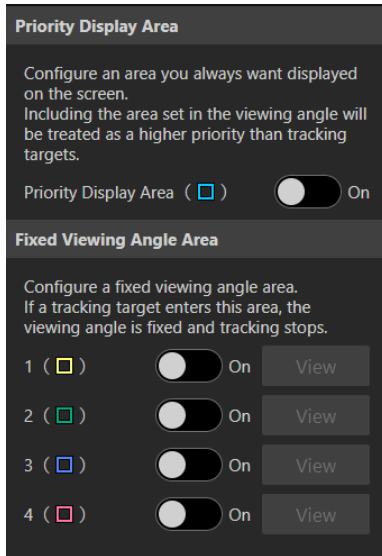 Priority Display Area
Configure an area you always want displayed
on the screen.
Including the area set in the viewing angle will
be treated as a higher priority than tracking
targets.
Priority Display Area ( ) On
Fixed Viewing Angle Area
Configure a fixed viewing angle area.
If a tracking target enters this area, the
viewing angle is fixed and tracking stops.
1 ( ) On View
2 ( ) On View
3 ( ) On View
4 ( ) On View